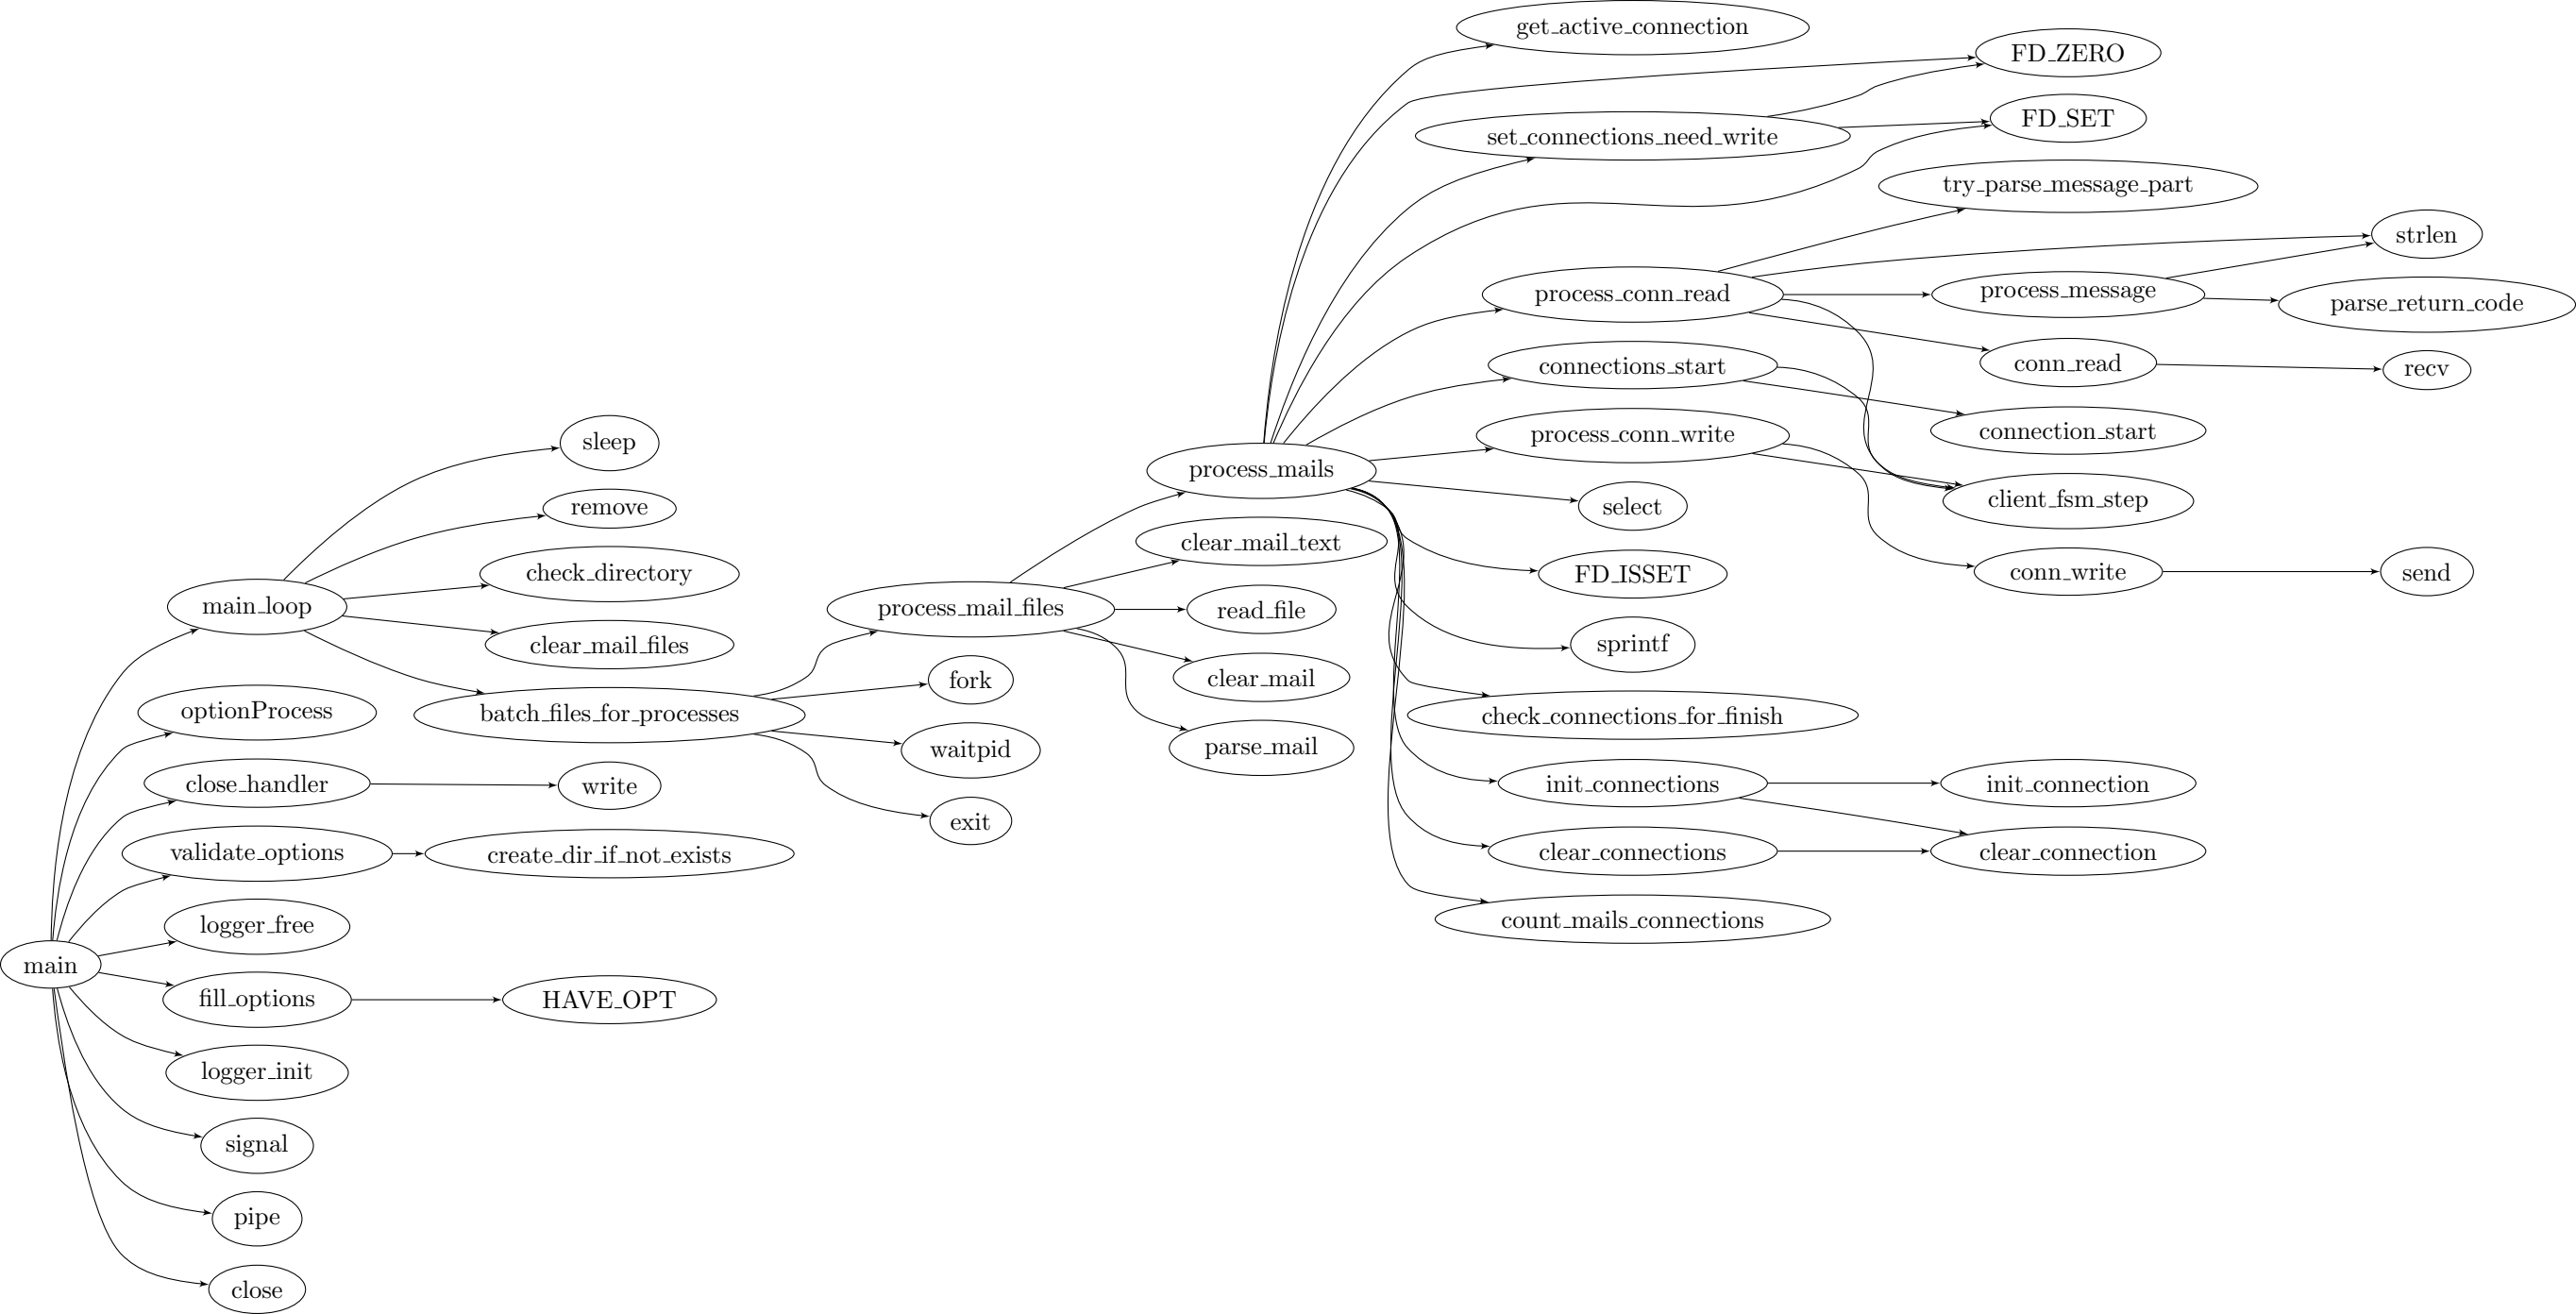 get_active_connection
FD_ZERO
FD_SET
set_connections_need_write
try_parse_message_part
strlen
process_conn_read
process_message
parse_return_code
connections_start
conn_read
recv
process_conn_write
connection_start
sleep
process_mails
client_fsm_step
remove
select
clear_mail_text
check_directory
FD_ISSET
conn_write
send
main_loop
process_mail_files
read_file
clear_mail_files
sprintf
fork
clear_mail
optionProcess
batch_files_for_processes
check_connections_for_finish
waitpid
parse_mail
close_handler
write
init_connections
init_connection
exit
validate_options
create_dir_if_not_exists
clear_connections
clear_connection
logger_free
count_mails_connections
main
fill_options
HAVE_OPT
logger_init
signal
pipe
close